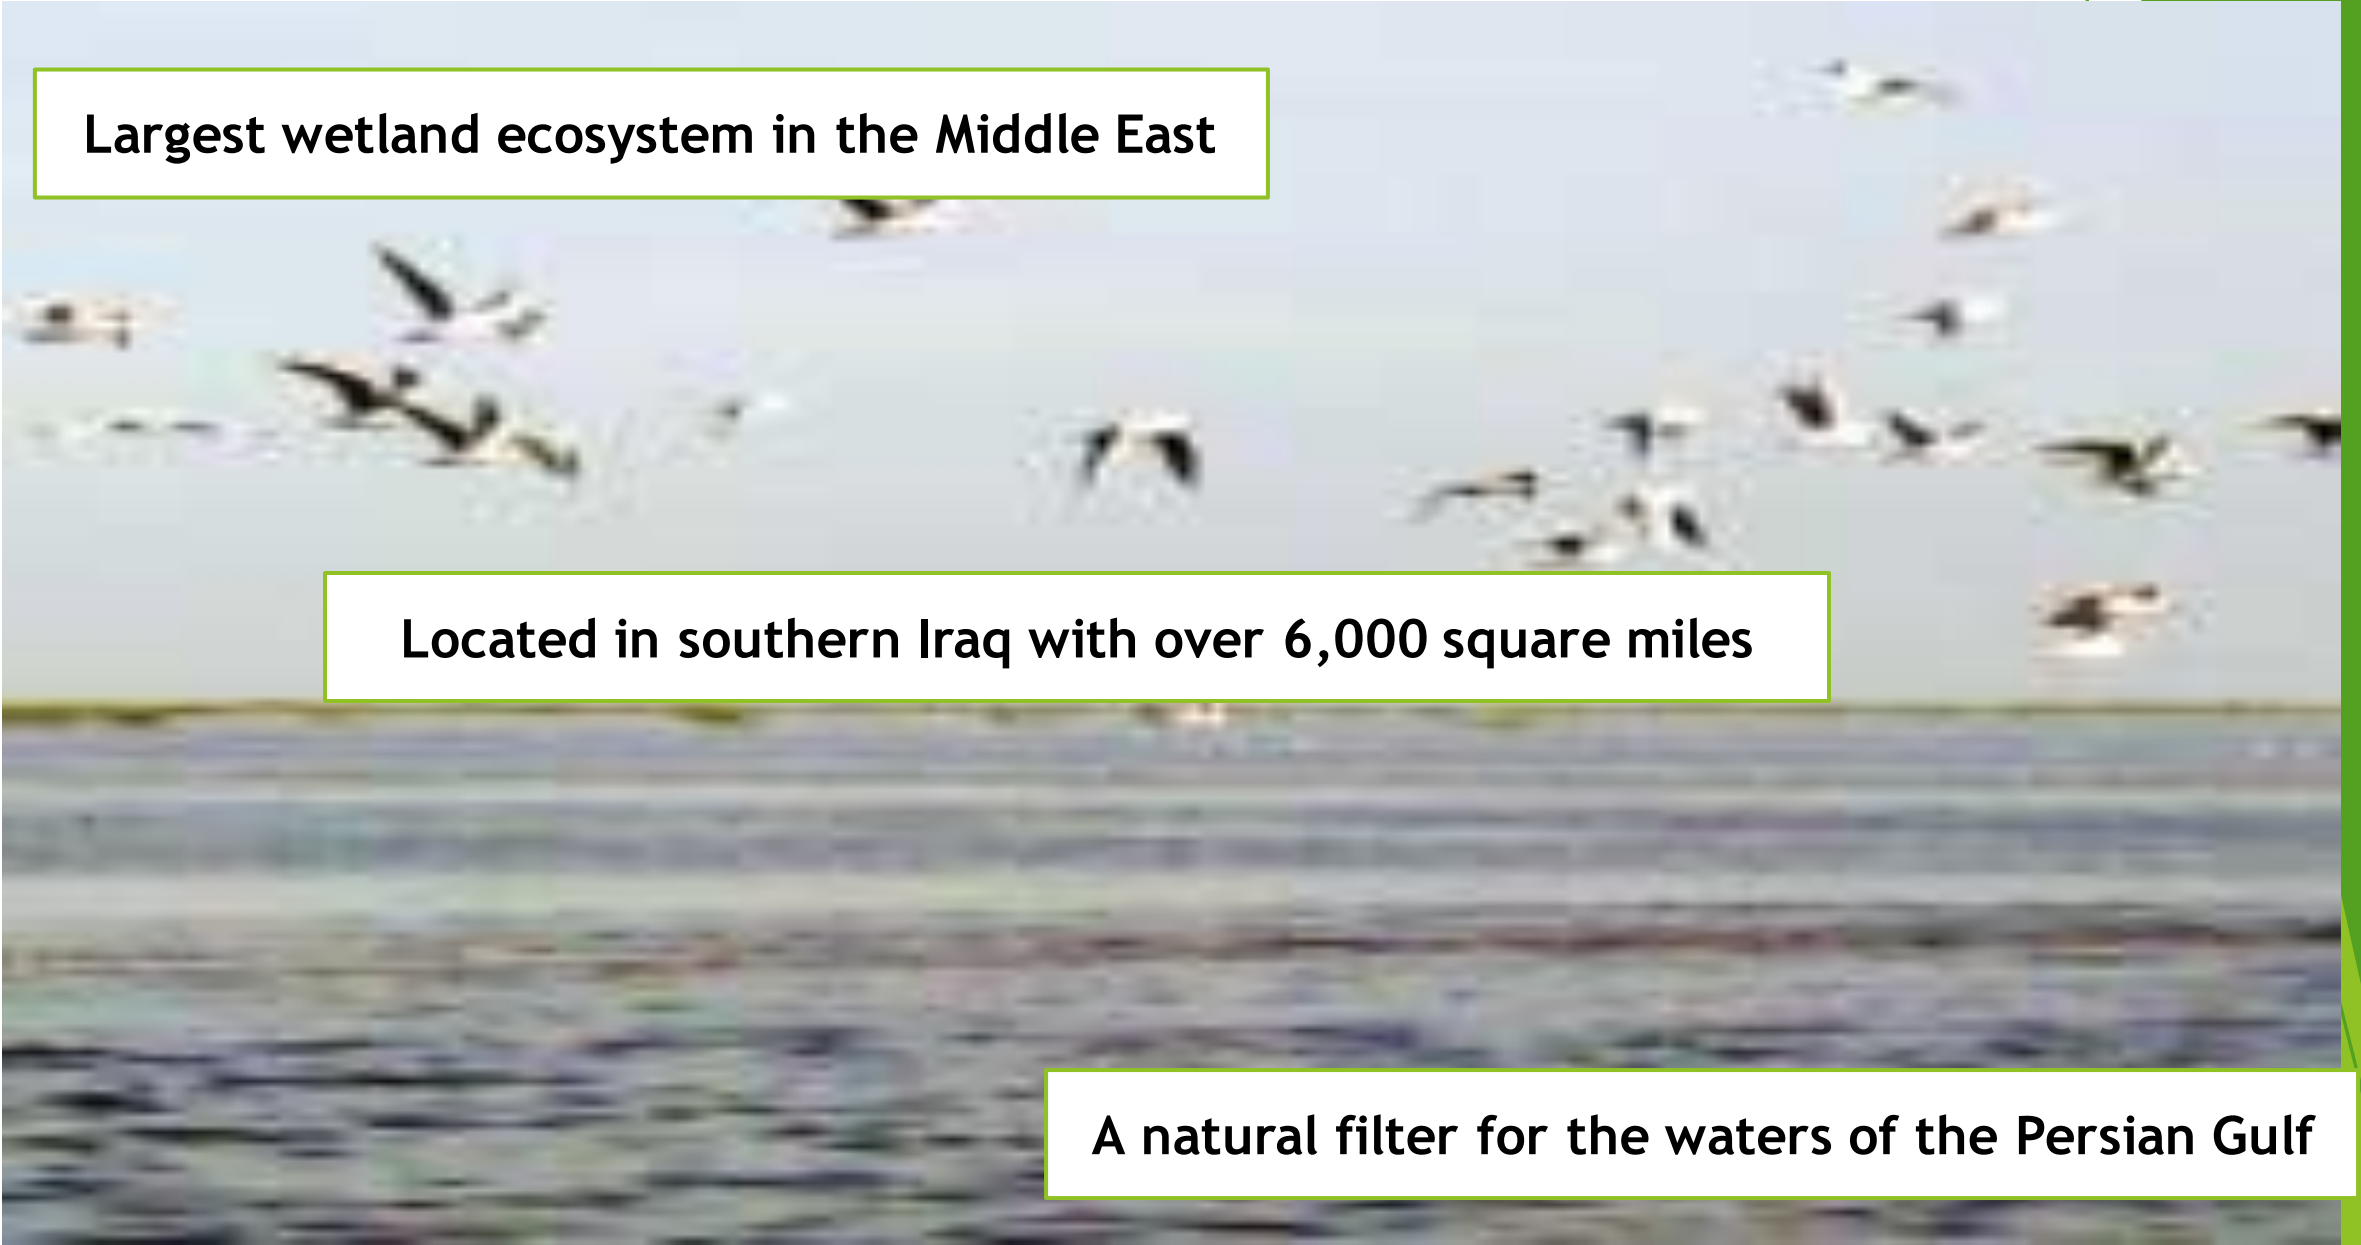 Largest wetland ecosystem in the Middle East
Located in southern Iraq with over 6,000 square miles
A natural filter for the waters of the Persian Gulf